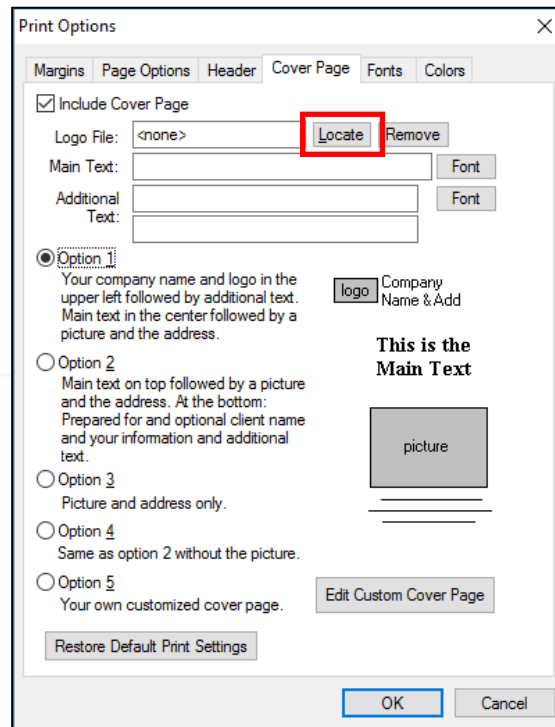 Print Options
Margins Page Options Header Cover Page Fonts Colors
Include Cover Page
Logo File: <none> Locate Remove
Main Text: Font
Additional Font
Text:
Option 1
Your company name and logo in the
upper left followed by additional text.
Main text in the center followed by a
picture and the address.
logo Company
Name & Add
This is the
Main Text
picture
Option 2
Main text on top followed by a picture
and the address. At the bottom:
Prepared for and optional client name
and your information and additional
text.
Option 3
Picture and address only.
Option 4
Same as option 2 without the picture.
Option 5
Your own customized cover page.
Edit Custom Cover Page
Restore Default Print Settings
OK Cancel